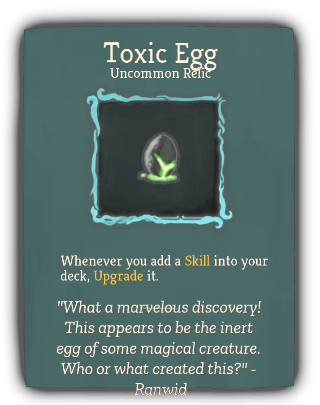 Toxic Egg
Uncommon Relic
Whenever you add a Skill into your
deck, Upgrade it.
"What a marvelous discovery!
This appears to be the inert
egg of some magical creature.
Who or what created this?" -
Ranwid